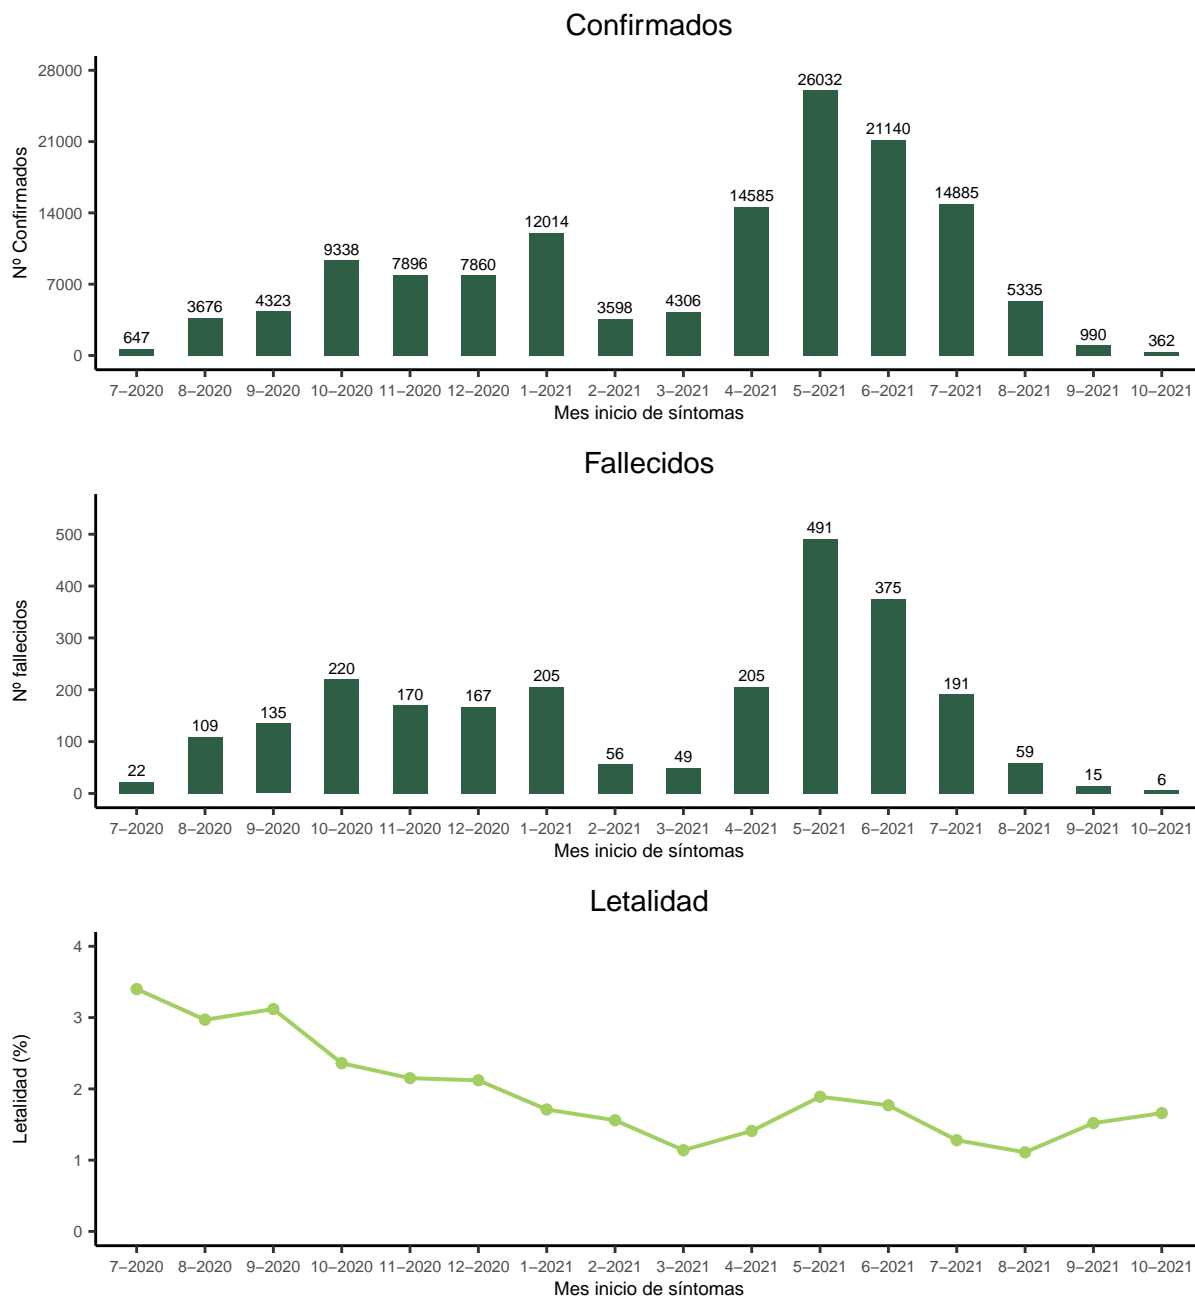 Confirmados
28000
21000
14000
7000
0
Nº Confirmados
647 3676 4323 9338 7896 7860 12014 3598 4306 14585 26032 21140 14885 5335 990 362
7–2020 8–2020 9–2020 10–2020 11–2020 12–2020 1–2021 2–2021 3–2021 4–2021 5–2021 6–2021 7–2021 8–2021 9–2021 10–2021
Mes inicio de síntomas
Fallecidos
500
400
300
200
100
0
Nº fallecidos
22 109 135 220 170 167 205 56 49 205 491 375 191 59 15 6
7–2020 8–2020 9–2020 10–2020 11–2020 12–2020 1–2021 2–2021 3–2021 4–2021 5–2021 6–2021 7–2021 8–2021 9–2021 10–2021
Mes inicio de síntomas
Letalidad
4
3
2
1
0
Letalidad (%)
7–2020 8–2020 9–2020 10–2020 11–2020 12–2020 1–2021 2–2021 3–2021 4–2021 5–2021 6–2021 7–2021 8–2021 9–2021 10–2021
Mes inicio de síntomas